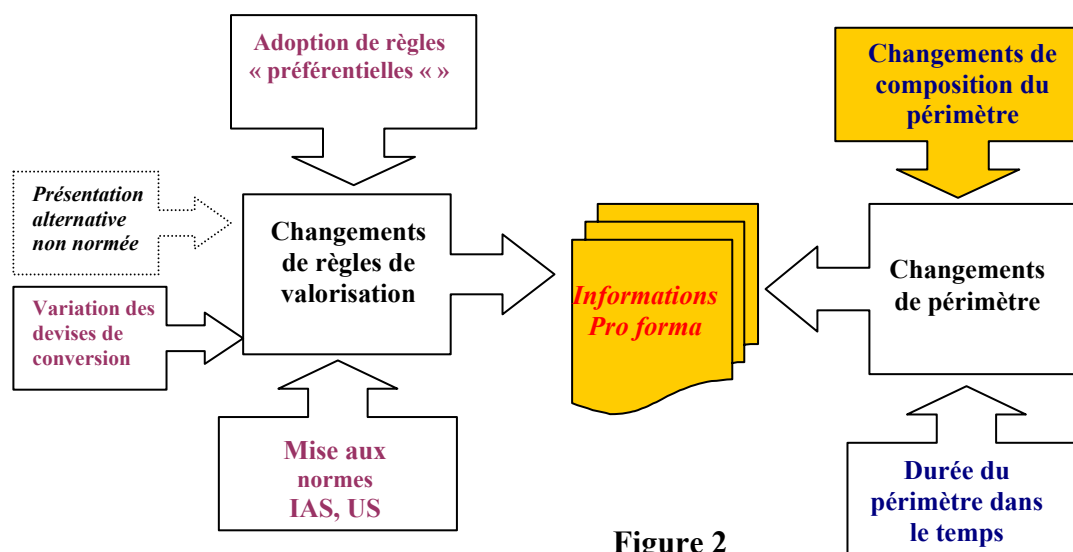 Adoption de règles
« préférentielles « »
Changements de
composition du
périmètre
Présentation
alternative
non normée
Changements
de règles de
valorisation
Informations
Pro forma
Changements
de périmètre
Variation des
devises de
conversion
Mise aux
normes
IAS, US
Durée du
périmètre dans
le temps
Figure 2